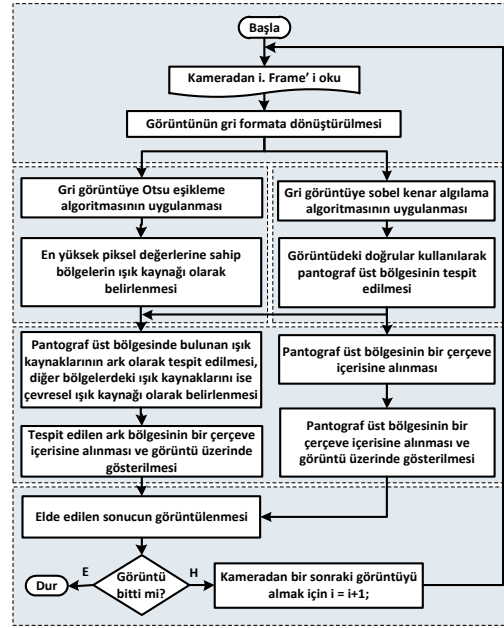 Başla
Kameradan i. Frame' i oku
Görüntünün gri formata dönüştürülmesi
Gri görüntüye Otsu eşikleme
algoritmasının uygulanması
Gri görüntüye sobel kenar algılama
algoritmasının uygulanması
En yüksek piksel değerlerine sahip
bölgelerin ışık kaynağı olarak
belirlenmesi
Görüntüdeki doğrular kullanılarak
pantograf üst bölgesinin tespit
edilmesi
Pantograf üst bölgesinde bulunan ışık
kaynaklarının ark olarak tespit edilmesi,
diğer bölgelerdeki ışık kaynaklarını ise
çevresel ışık kaynağı olarak belirlenmesi
Pantograf üst bölgesinin bir çerçeve
içerisine alınması
Tespit edilen ark bölgesinin bir çerçeve
içerisine alınması ve görüntü üzerinde
gösterilmesi
Pantograf üst bölgesinin bir
çerçeve içerisine alınması ve
görüntü üzerinde gösterilmesi
Elde edilen sonucun görüntülenmesi
Dur
E
Görüntü
bitti mi?
H
Kameradan bir sonraki görüntüyü
almak için i = i+1;